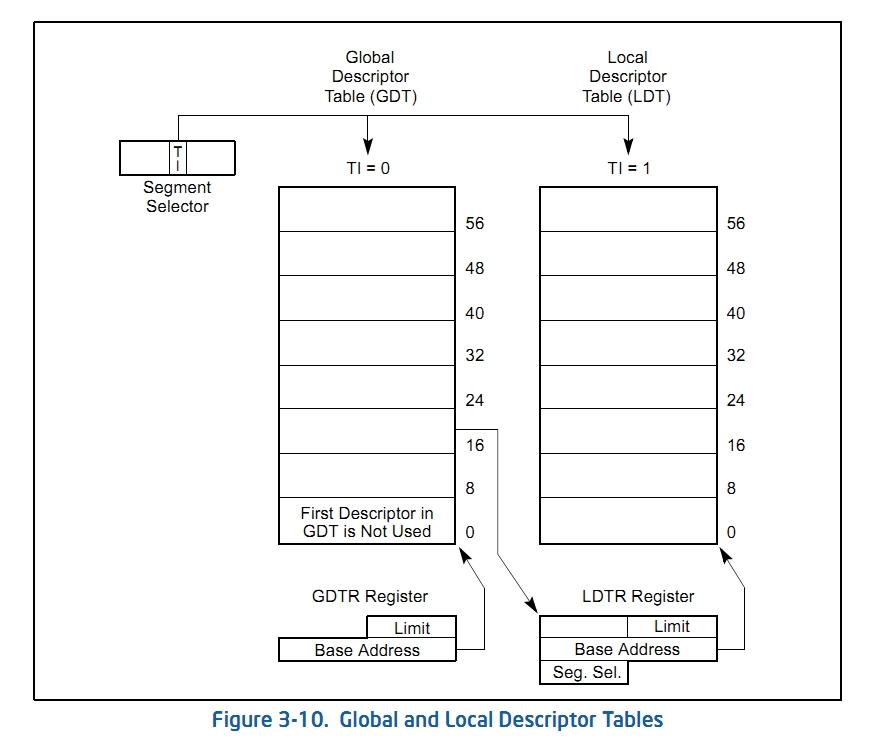 Global
Descriptor
Table (GDT)
Local
Descriptor
Table (LDT)
T
I
Segment
Selector
TI = 0
TI = 1
56
48
40
32
24
16
8
First Descriptor in
GDT is Not Used
0
56
48
40
32
24
16
8
0
GDTR Register
Limit
Base Address
LDTR Register
Limit
Base Address
Seg. Sel.
Figure 3-10. Global and Local Descriptor Tables